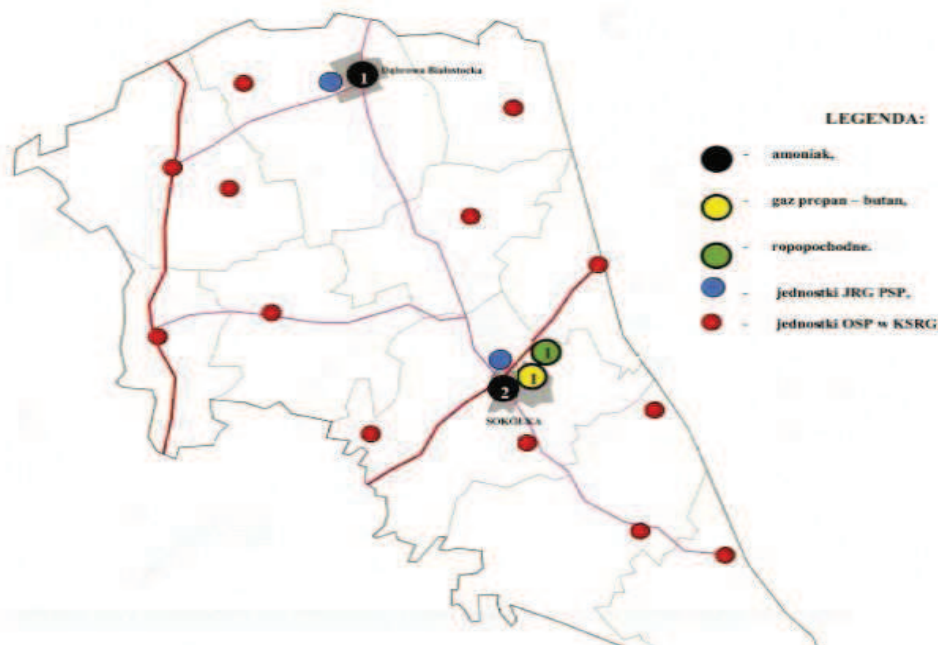 1 Dąbrowa Białostocka
LEGENDA:
- amoniak,
- gaz propan – butan,
- ropopochodne.
- jednostki JRG PSP,
- jednostki OSP w KSRG
1
1
2
SOKÓŁKA